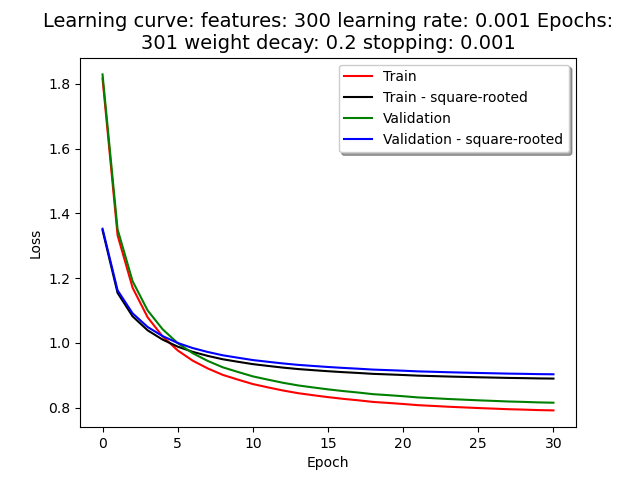 Learning curve: features: 300 learning rate: 0.001 Epochs:
301 weight decay: 0.2 stopping: 0.001
Train
Train - square-rooted
Validation
Validation - square-rooted
Loss
1.8
1.6
1.4
1.2
1.0
0.8
0 5 10 15 20 25 30
Epoch